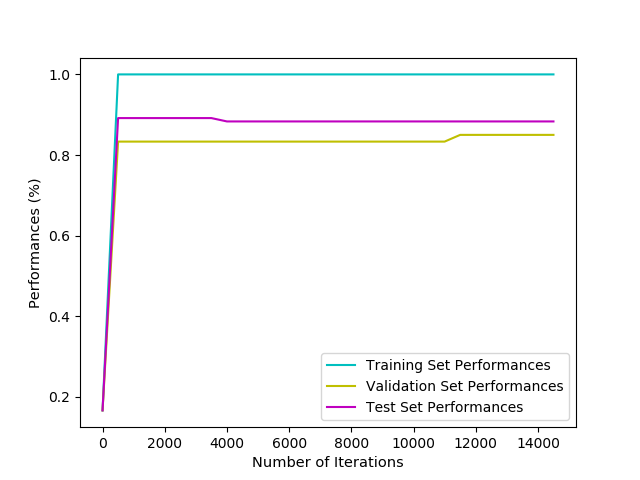 1.0
0.8
0.6
0.4
0.2
Performances (%)
Training Set Performances
Validation Set Performances
Test Set Performances
0 2000 4000 6000 8000 10000 12000 14000
Number of Iterations